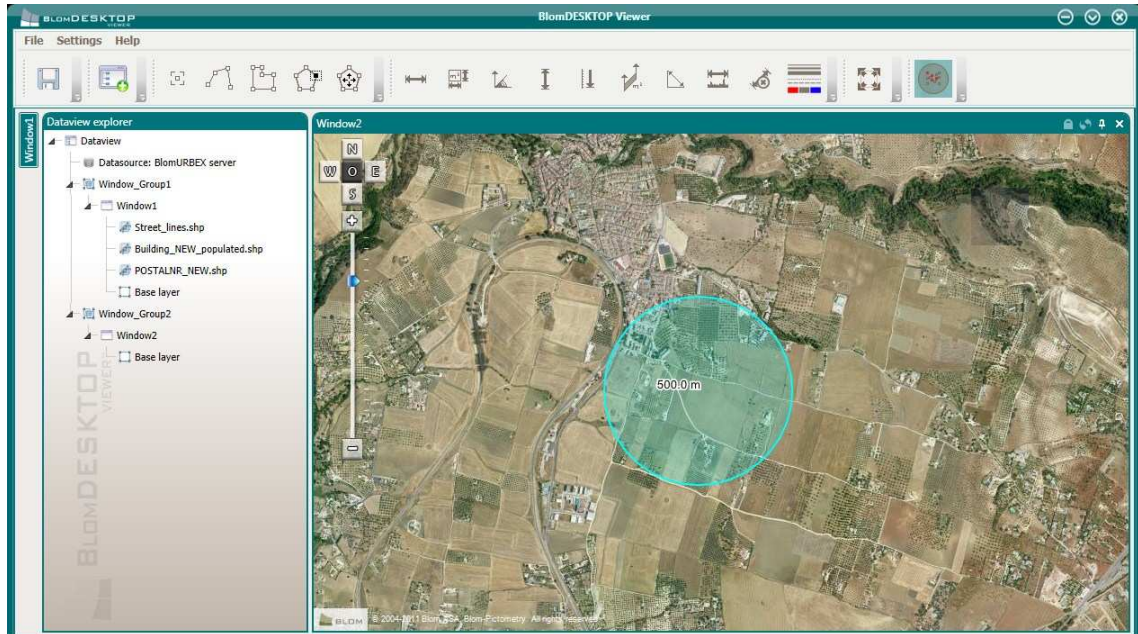 BLOMDESKTOP
VIEWER
BlomDESKTOP Viewer
File Settings Help
m²
m²
Window1
Dataview explorer
Dataview
Datasource: BlomURBEX server
Window_Group1
Window1
Street_lines.shp
Building_NEW_populated.shp
POSTALNR_NEW.shp
Base layer
Window_Group2
Window2
Base layer
BLOMDESKTOP
VIEWER
Window2
N
W O E
S
500.0 m
BLOM © 2004-2011 Blom ASA, Blom-Pictometry. All rights reserved.